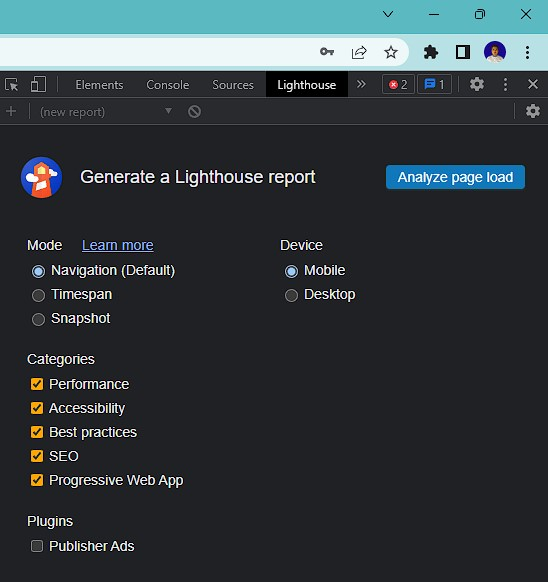 Elements Console Sources Lighthouse » 2 1
+ (new report)
Generate a Lighthouse report Analyze page load
Mode Learn more Device
Navigation (Default) Mobile
Timespan Desktop
Snapshot
Categories
Performance
Accessibility
Best practices
SEO
Progressive Web App
Plugins
Publisher Ads